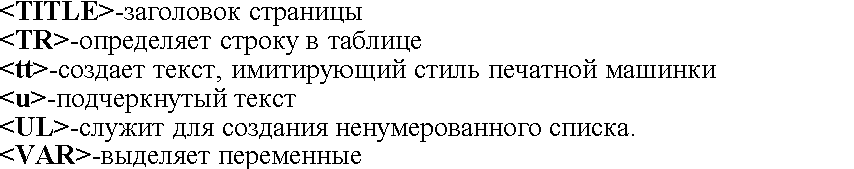 <TITLE>-заголовок страницы
<TR>-определяет строку в таблице
<tt>-создает текст, имитирующий стиль печатной машинки
<u>-подчеркнутый текст
<UL>-служит для создания ненумерованного списка.
<VAR>-выделяет переменные